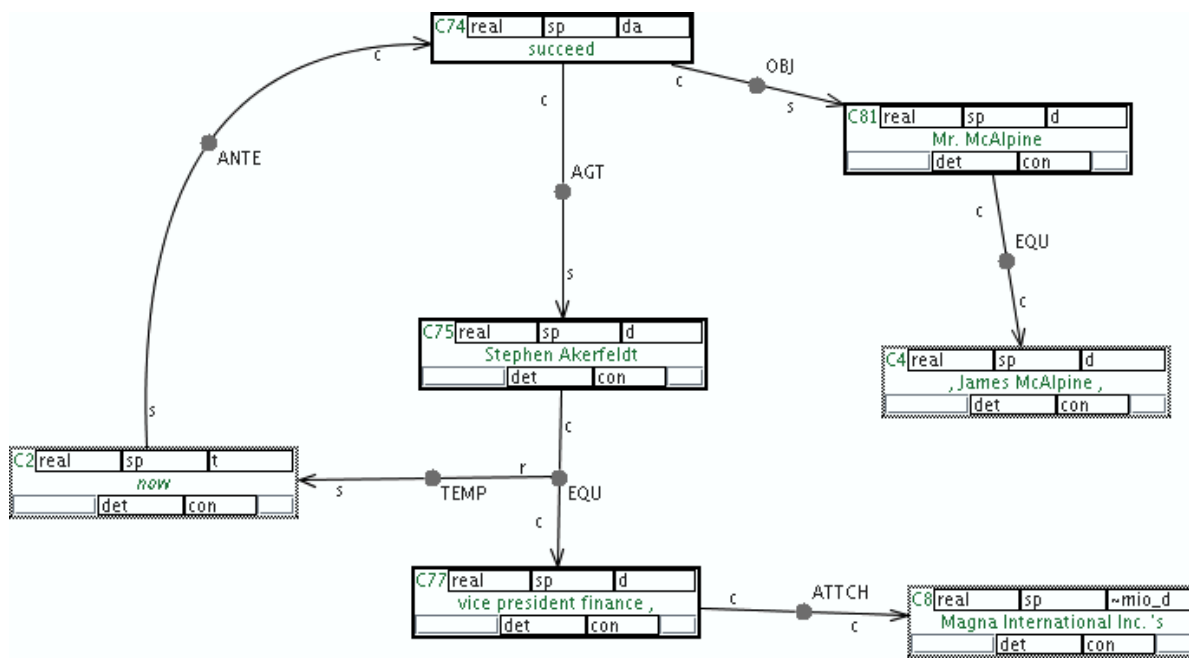 C74 real sp da
succeed
c
c
c
OBJ
s
C81 real sp d
Mr. McAlpine
det con
ANTE
AGT
c
EQU
s
c
C75 real sp d
Stephen Akerfeldt
det con
C4 real sp d
, James McAlpine ,
det con
s
c
C2 real sp t
now
det con
s
TEMP
r
EQU
c
C77 real sp d
vice president finance ,
det con
c
ATTCH
c
C8 real sp ~mio_d
Magna International Inc. 's
det con